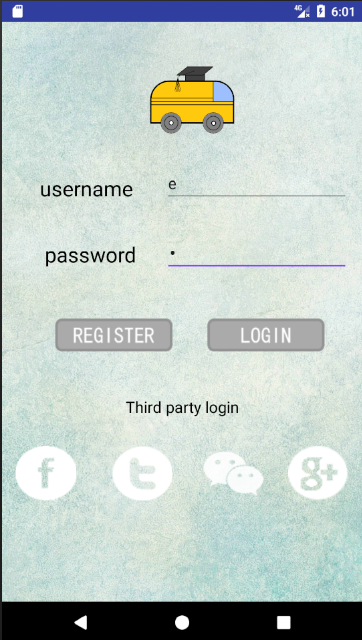 4G 6:01
username e
password •
REGISTER LOGIN
Third party login
f t g+